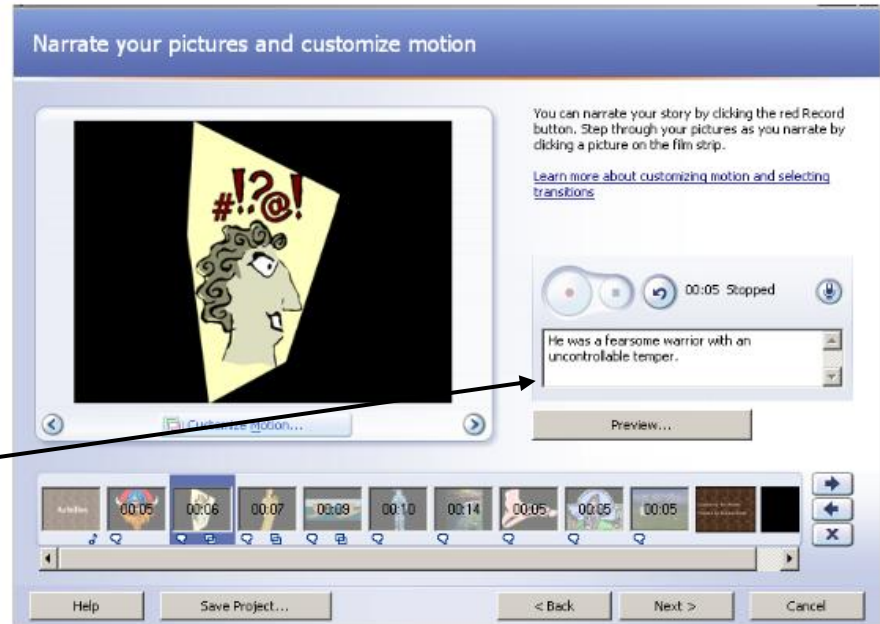 Narrate your pictures and customize motion
You can narrate your story by clicking the red Record
button. Step through your pictures as you narrate by
clicking a picture on the film strip.
Learn more about customizing motion and selecting
transitions
#!?@!
00:05 Stopped
He was a fearsome warrior with an
uncontrollable temper.
Customize Motion...
Preview...
Achilles 00:05 00:06 00:07 00:09 00:10 00:14 00:05 00:05 00:05
Help Save Project... < Back Next > Cancel